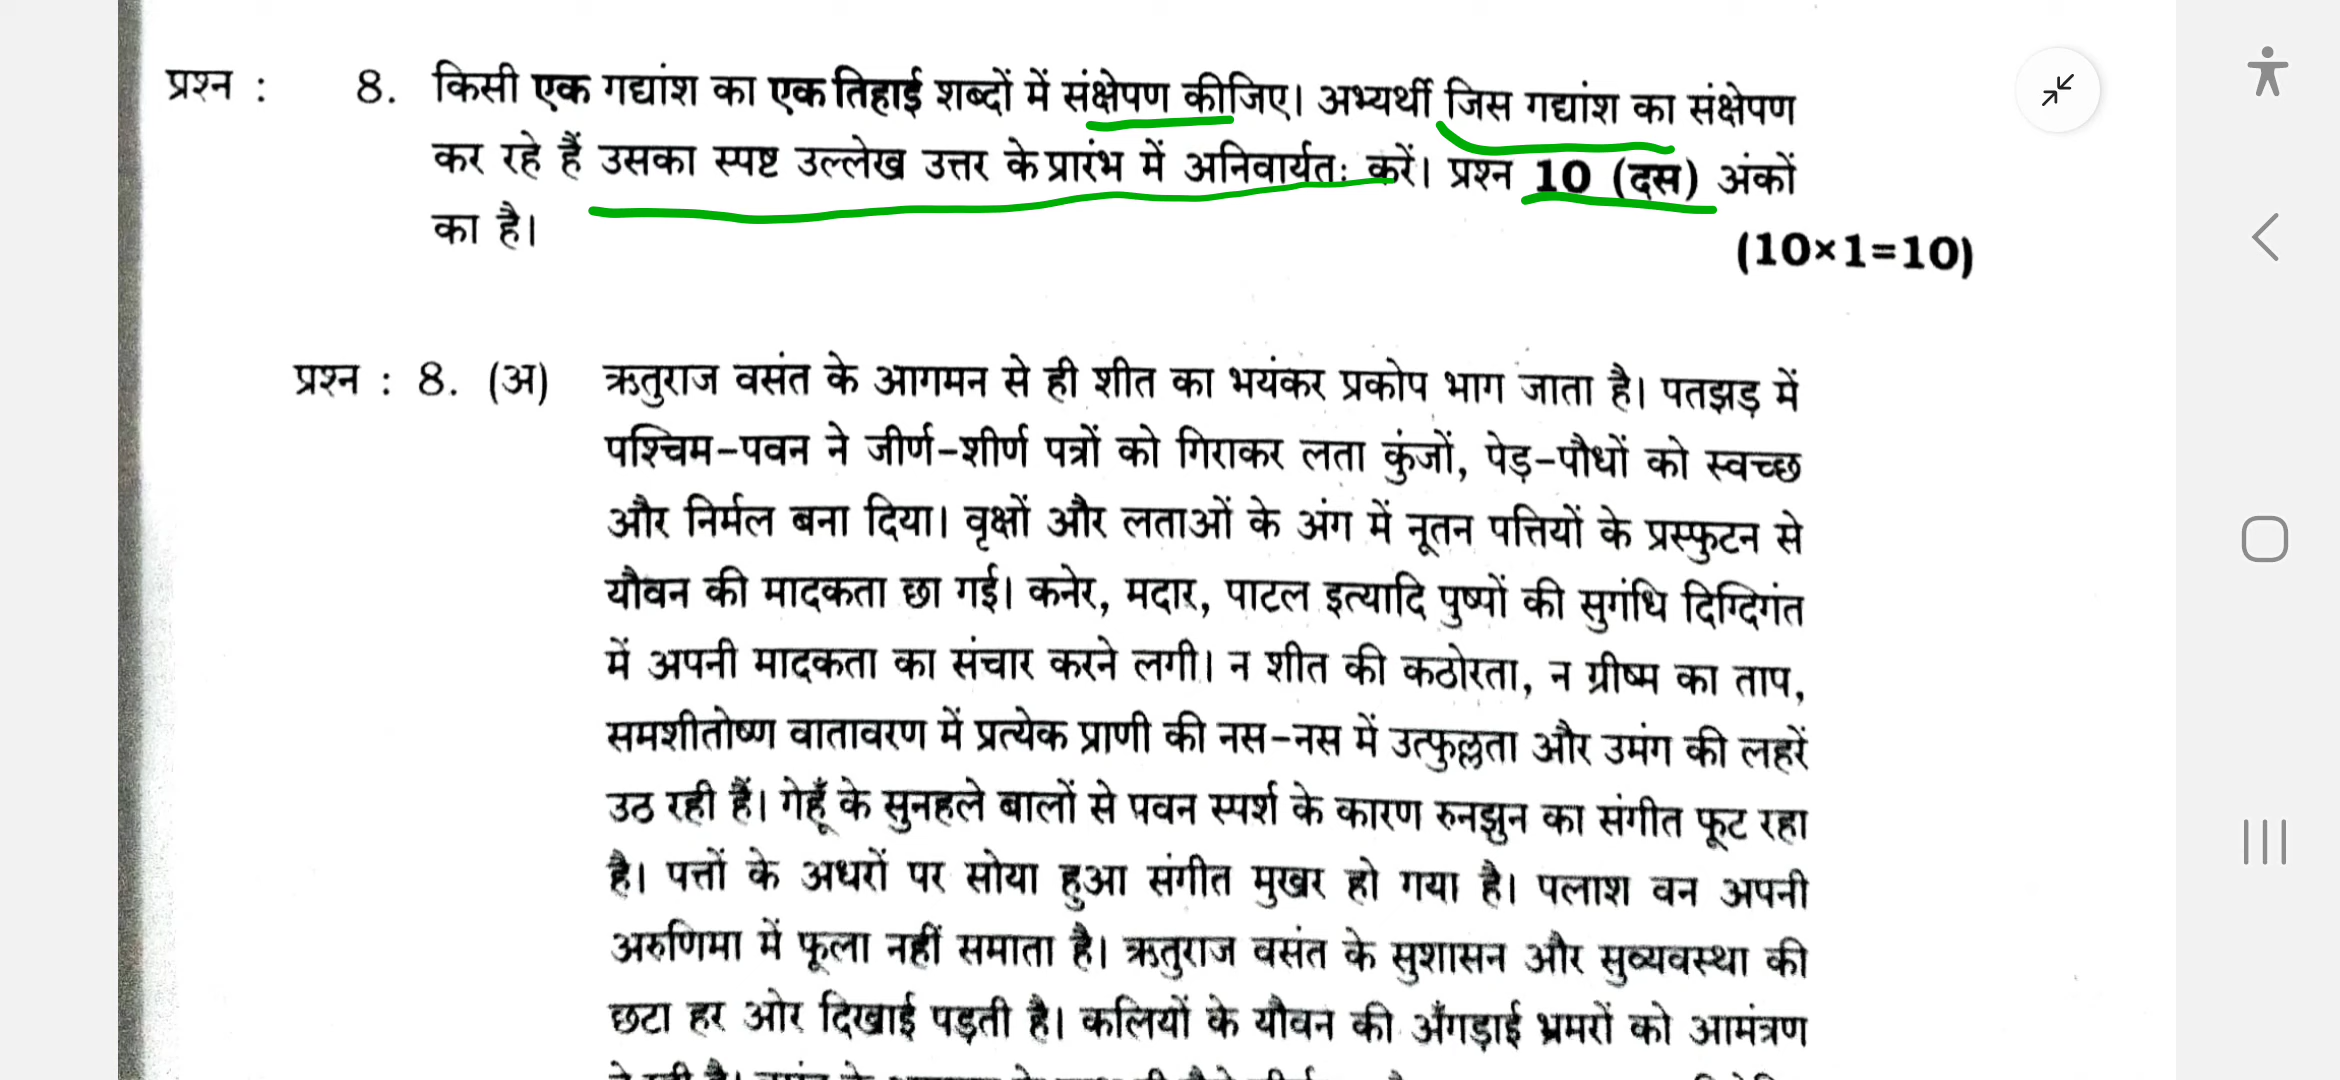 प्रश्न : 8. किसी एक गद्यांश का एक तिहाई शब्दों में संक्षेपण कीजिए। अभ्यर्थी जिस गद्यांश का संक्षेपण
कर रहे हैं उसका स्पष्ट उल्लेख उत्तर के प्रारंभ में अनिवार्यतः करें। प्रश्न 10 (दस) अंकों
का है।
(10×1=10)
प्रश्न : 8. (अ) ऋतुराज वसंत के आगमन से ही शीत का भयंकर प्रकोप भाग जाता है। पतझड़ में
पश्चिम-पवन ने जीर्ण-शीर्ण पत्रों को गिराकर लता कुंजों, पेड़-पौधों को स्वच्छ
और निर्मल बना दिया। वृक्षों और लताओं के अंग में नूतन पत्तियों के प्रस्फुटन से
यौवन की मादकता छा गई। कनेर, मदार, पाटल इत्यादि पुष्पों की सुगंधि दिग्दिगंत
में अपनी मादकता का संचार करने लगी। न शीत की कठोरता, न ग्रीष्म का ताप,
समशीतोष्ण वातावरण में प्रत्येक प्राणी की नस-नस में उत्फुल्लता और उमंग की लहरें
उठ रही हैं। गेहूँ के सुनहले बालों से पवन स्पर्श के कारण रुनझुन का संगीत फूट रहा
है। पत्तों के अधरों पर सोया हुआ संगीत मुखर हो गया है। पलाश वन अपनी
अरुणिमा में फूला नहीं समाता है। ऋतुराज वसंत के सुशासन और सुव्यवस्था की
छटा हर ओर दिखाई पड़ती है। कलियों के यौवन की अँगड़ाई भ्रमरों को आमंत्रण